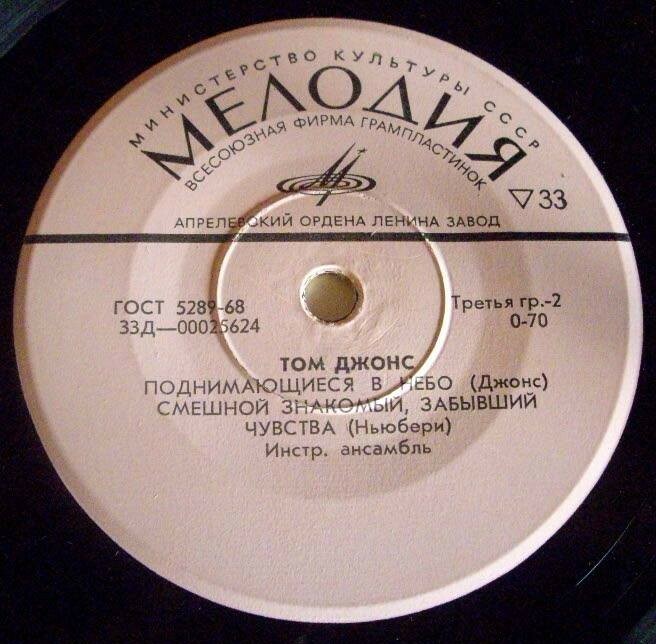 МИНИСТЕРСТВО КУЛЬТУРЫ СССР
МЕЛОДИЯ
ВСЕСОЮЗНАЯ ФИРМА ГРАМПЛАСТИНОК
33
АПРЕЛЕВСКИЙ ОРДЕНА ЛЕНИНА ЗАВОД
ГОСТ 5289-68
33Д—00025624
Третья гр.-2
0-70
ТОМ ДЖОНС
ПОДНИМАЮЩИЕСЯ В НЕБО (Джонс)
СМЕШНОЙ ЗНАКОМЫЙ, ЗАБЫВШИЙ
ЧУВСТВА (Ньюбери)
Инстр. ансамбль